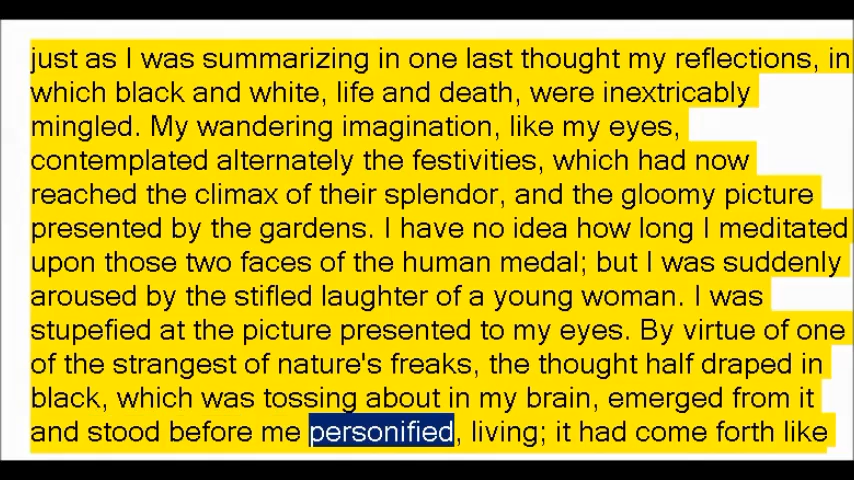 just as I was summarizing in one last thought my reflections, in
which black and white, life and death, were inextricably
mingled. My wandering imagination, like my eyes,
contemplated alternately the festivities, which had now
reached the climax of their splendor, and the gloomy picture
presented by the gardens. I have no idea how long I meditated
upon those two faces of the human medal; but I was suddenly
aroused by the stifled laughter of a young woman. I was
stupefied at the picture presented to my eyes. By virtue of one
of the strangest of nature's freaks, the thought half draped in
black, which was tossing about in my brain, emerged from it
and stood before me personified, living; it had come forth like